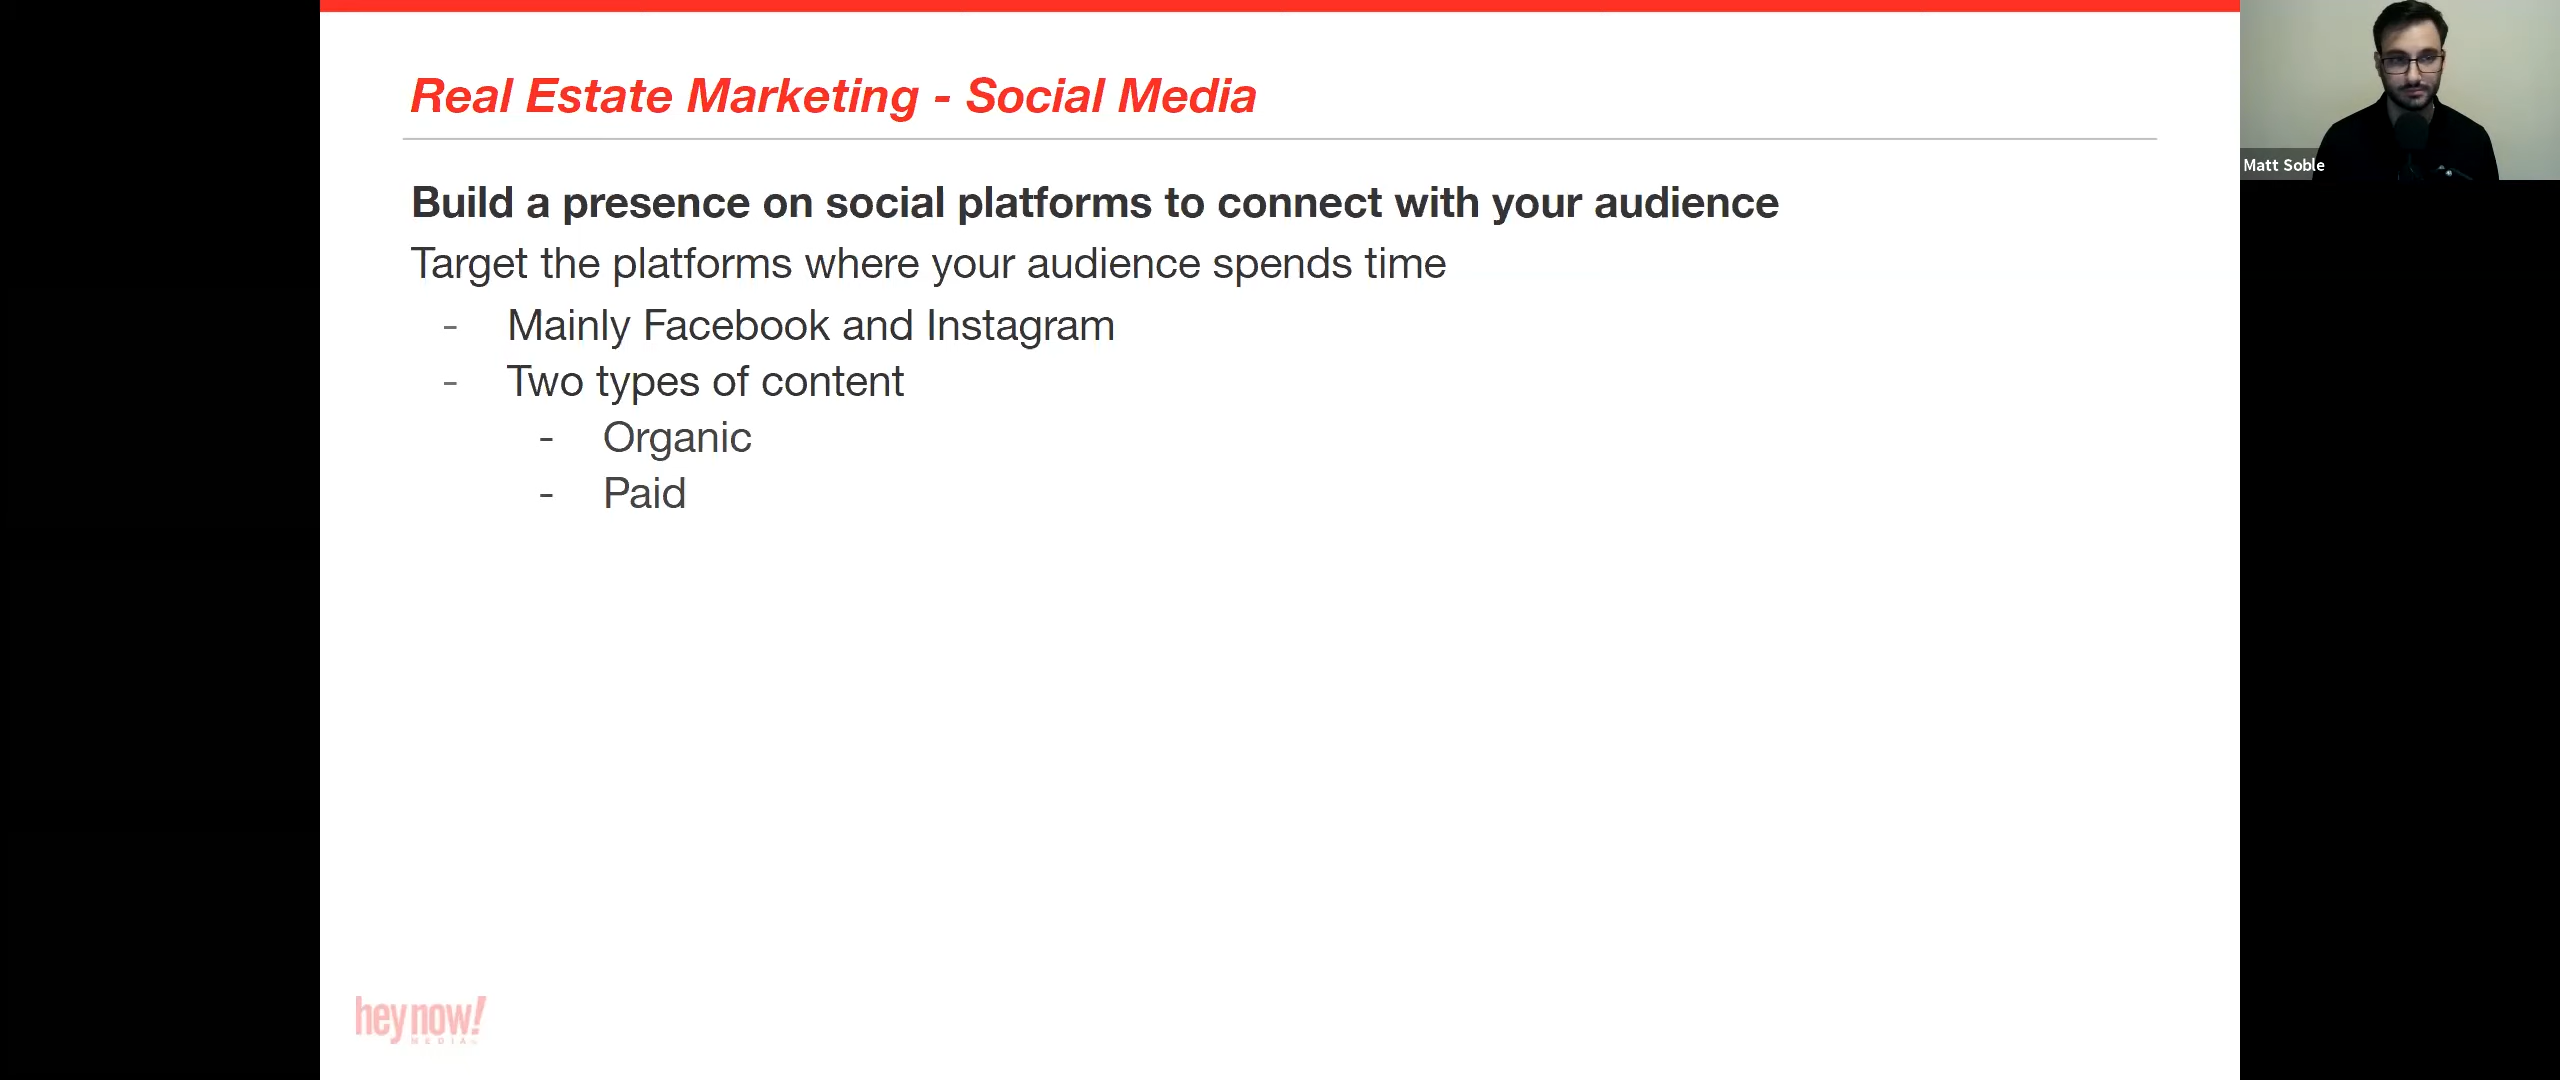 Real Estate Marketing - Social Media
Build a presence on social platforms to connect with your audience
Target the platforms where your audience spends time
- Mainly Facebook and Instagram
- Two types of content
- Organic
- Paid
hey now!
MEDIA
Matt Soble